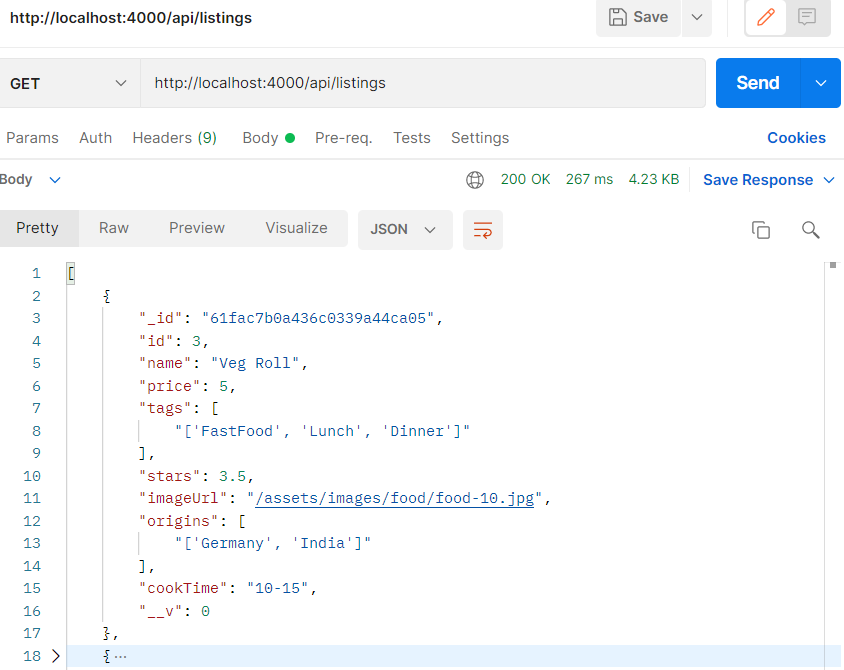 http://localhost:4000/api/listings Save
GET http://localhost:4000/api/listings Send
Params Auth Headers (9) Body Pre-req. Tests Settings Cookies
Body 200 OK 267 ms 4.23 KB Save Response
Pretty Raw Preview Visualize JSON
1 [
2 {
3 "_id": "61fac7b0a436c0339a44ca05",
4 "id": 3,
5 "name": "Veg Roll",
6 "price": 5,
7 "tags": [
8 "['FastFood', 'Lunch', 'Dinner']"
9 ],
10 "stars": 3.5,
11 "imageUrl": "/assets/images/food/food-10.jpg",
12 "origins": [
13 "['Germany', 'India']"
14 ],
15 "cookTime": "10-15",
16 "__v": 0
17 },
18 { ...